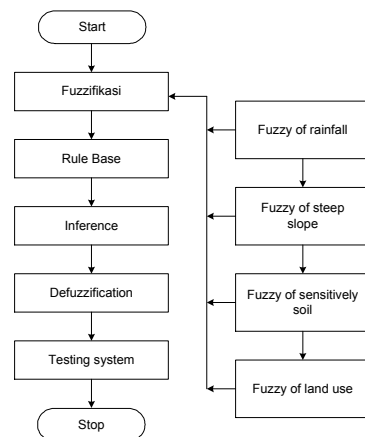 Start
Fuzzifikasi
Rule Base
Inference
Defuzzification
Testing system
Stop
Fuzzy of rainfall
Fuzzy of steep
slope
Fuzzy of sensitively
soil
Fuzzy of land use